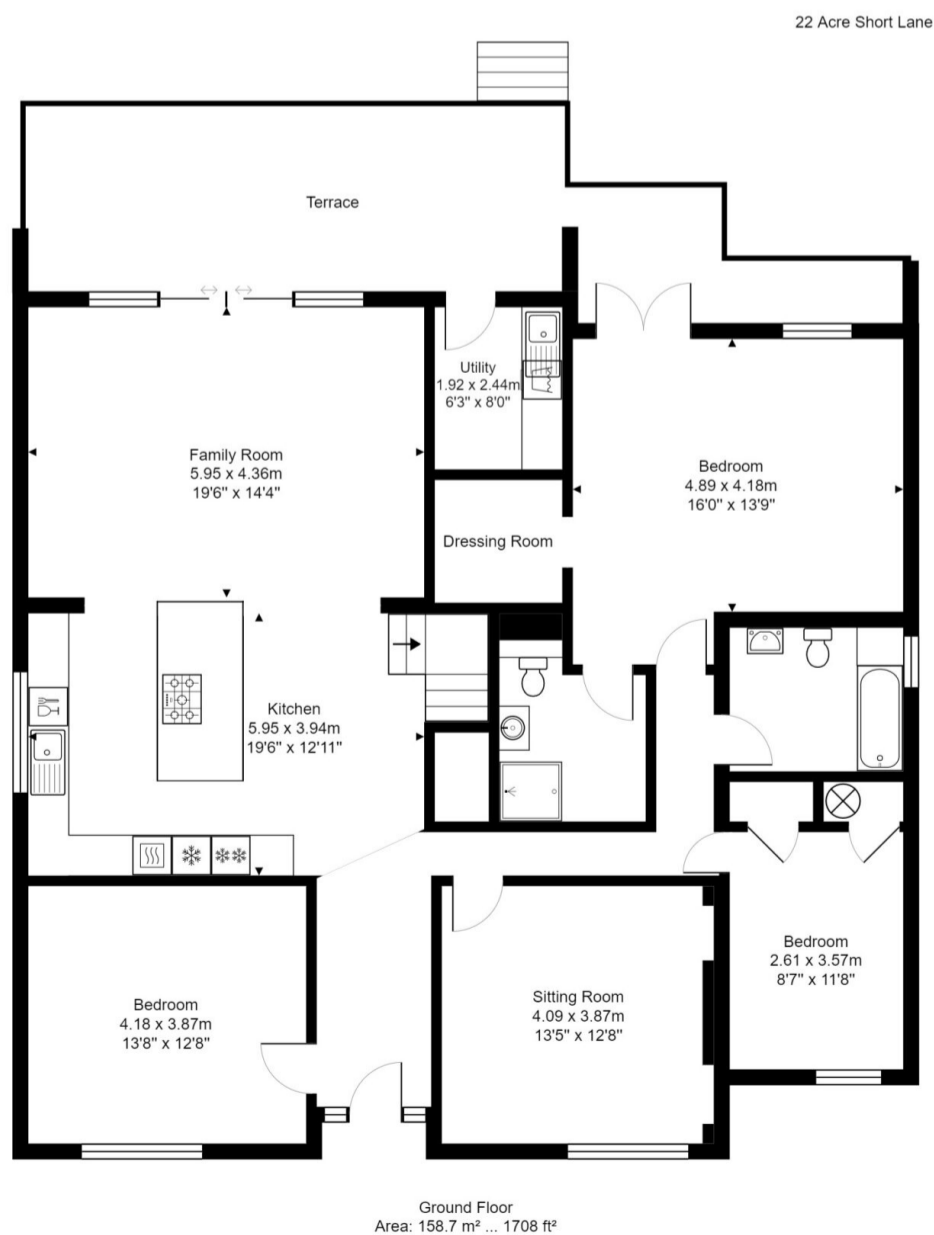 22 Acre Short Lane
Terrace
Utility
1.92 x 2.44m
6'3" x 8'0"
Family Room
5.95 x 4.36m
19'6" x 14'4"
Bedroom
4.89 x 4.18m
16'0" x 13'9"
Dressing Room
Kitchen
5.95 x 3.94m
19'6" x 12'11"
Bedroom
2.61 x 3.57m
8'7" x 11'8"
Sitting Room
4.09 x 3.87m
13'5" x 12'8"
Bedroom
4.18 x 3.87m
13'8" x 12'8"
Ground Floor
Area: 158.7 m² ... 1708 ft²